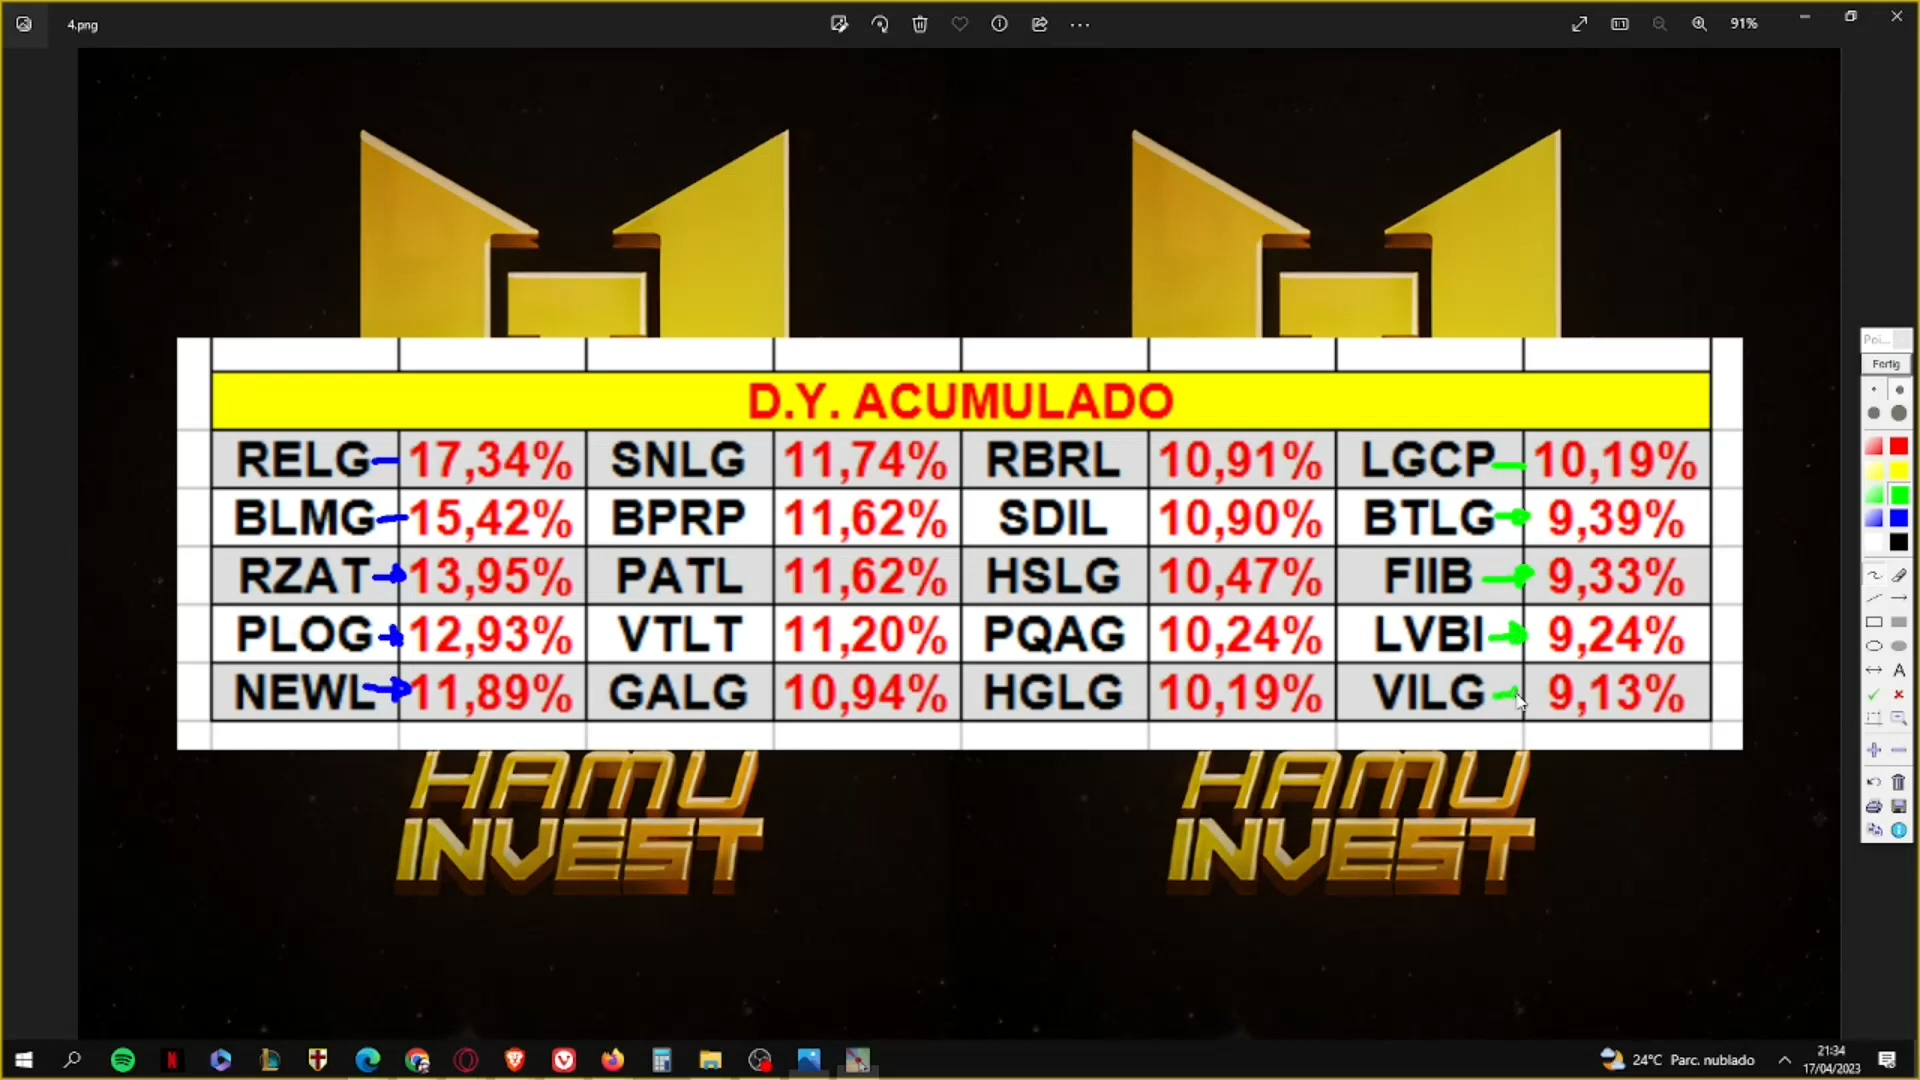 4.png
91%
D.Y. ACUMULADO
RELG 17,34% SNLG 11,74% RBRL 10,91% LGCP 10,19%
BLMG 15,42% BPRP 11,62% SDIL 10,90% BTLG 9,39%
RZAT 13,95% PATL 11,62% HSLG 10,47% FIIB 9,33%
PLOG 12,93% VTLT 11,20% PQAG 10,24% LVBI 9,24%
NEWL 11,89% GALG 10,94% HGLG 10,19% VILG 9,13%
HAMU HAMU
INVEST INVEST
Poi...
Fertig
24°C Parc. nublado
21:34
17/04/2023